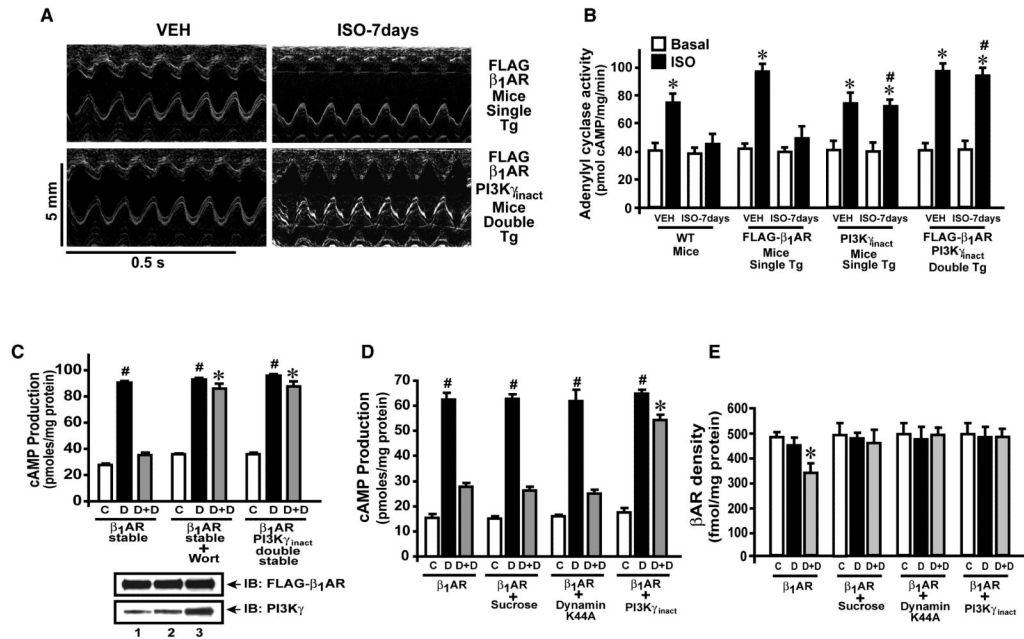 A
VEH
ISO-7days
FLAG
β1AR
Mice
Single
Tg
FLAG
β1AR
PI3Kγinact
Mice
Double
Tg
5 mm
0.5 s
B
Basal
ISO
Adenylyl cyclase activity
(pmol cAMP/mg/min)
120
100
80
60
40
0
* * * # * * # *
VEH ISO-7days VEH ISO-7days VEH ISO-7days VEH ISO-7days
WT
Mice
FLAG-β1AR
Mice
Single Tg
PI3Kγinact
Mice
Single Tg
FLAG-β1AR
PI3Kγinact
Double Tg
C
cAMP Production
(pmoles/mg protein)
100
80
60
40
20
0
# # * # *
C D D+D C D D+D C D D+D
β1AR
stable
β1AR
stable
+
Wort
β1AR
PI3Kγinact
double
stable
IB: FLAG-β1AR
IB: PI3Kγ
1 2 3
D
cAMP Production
(pmoles/mg protein)
70
60
50
40
30
20
10
0
# # # # *
C D D+D C D D+D C D D+D C D D+D
β1AR
β1AR
+
Sucrose
β1AR
+
Dynamin
K44A
β1AR
+
PI3Kγinact
E
βAR density
(fmol/mg protein)
600
500
400
300
200
100
0
*
C D D+D C D D+D C D D+D C D D+D
β1AR
β1AR
+
Sucrose
β1AR
+
Dynamin
K44A
β1AR
+
PI3Kγinact